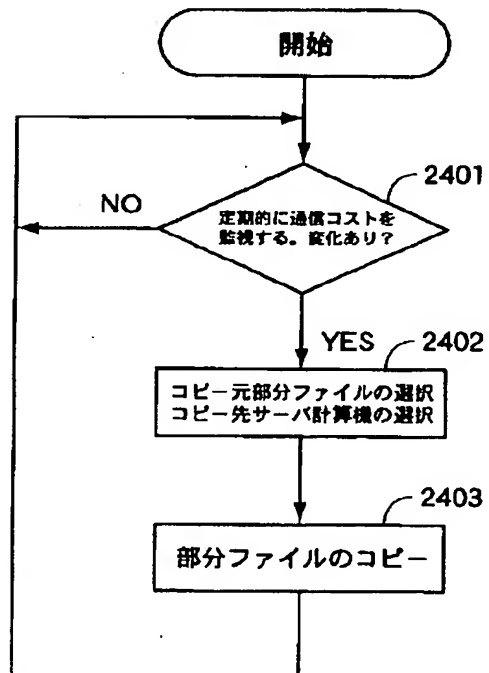 開始
2401
NO
定期的に通信コストを
監視する。変化あり?
YES
2402
コピー元部分ファイルの選択
コピー先サーバ計算機の選択
2403
部分ファイルのコピー